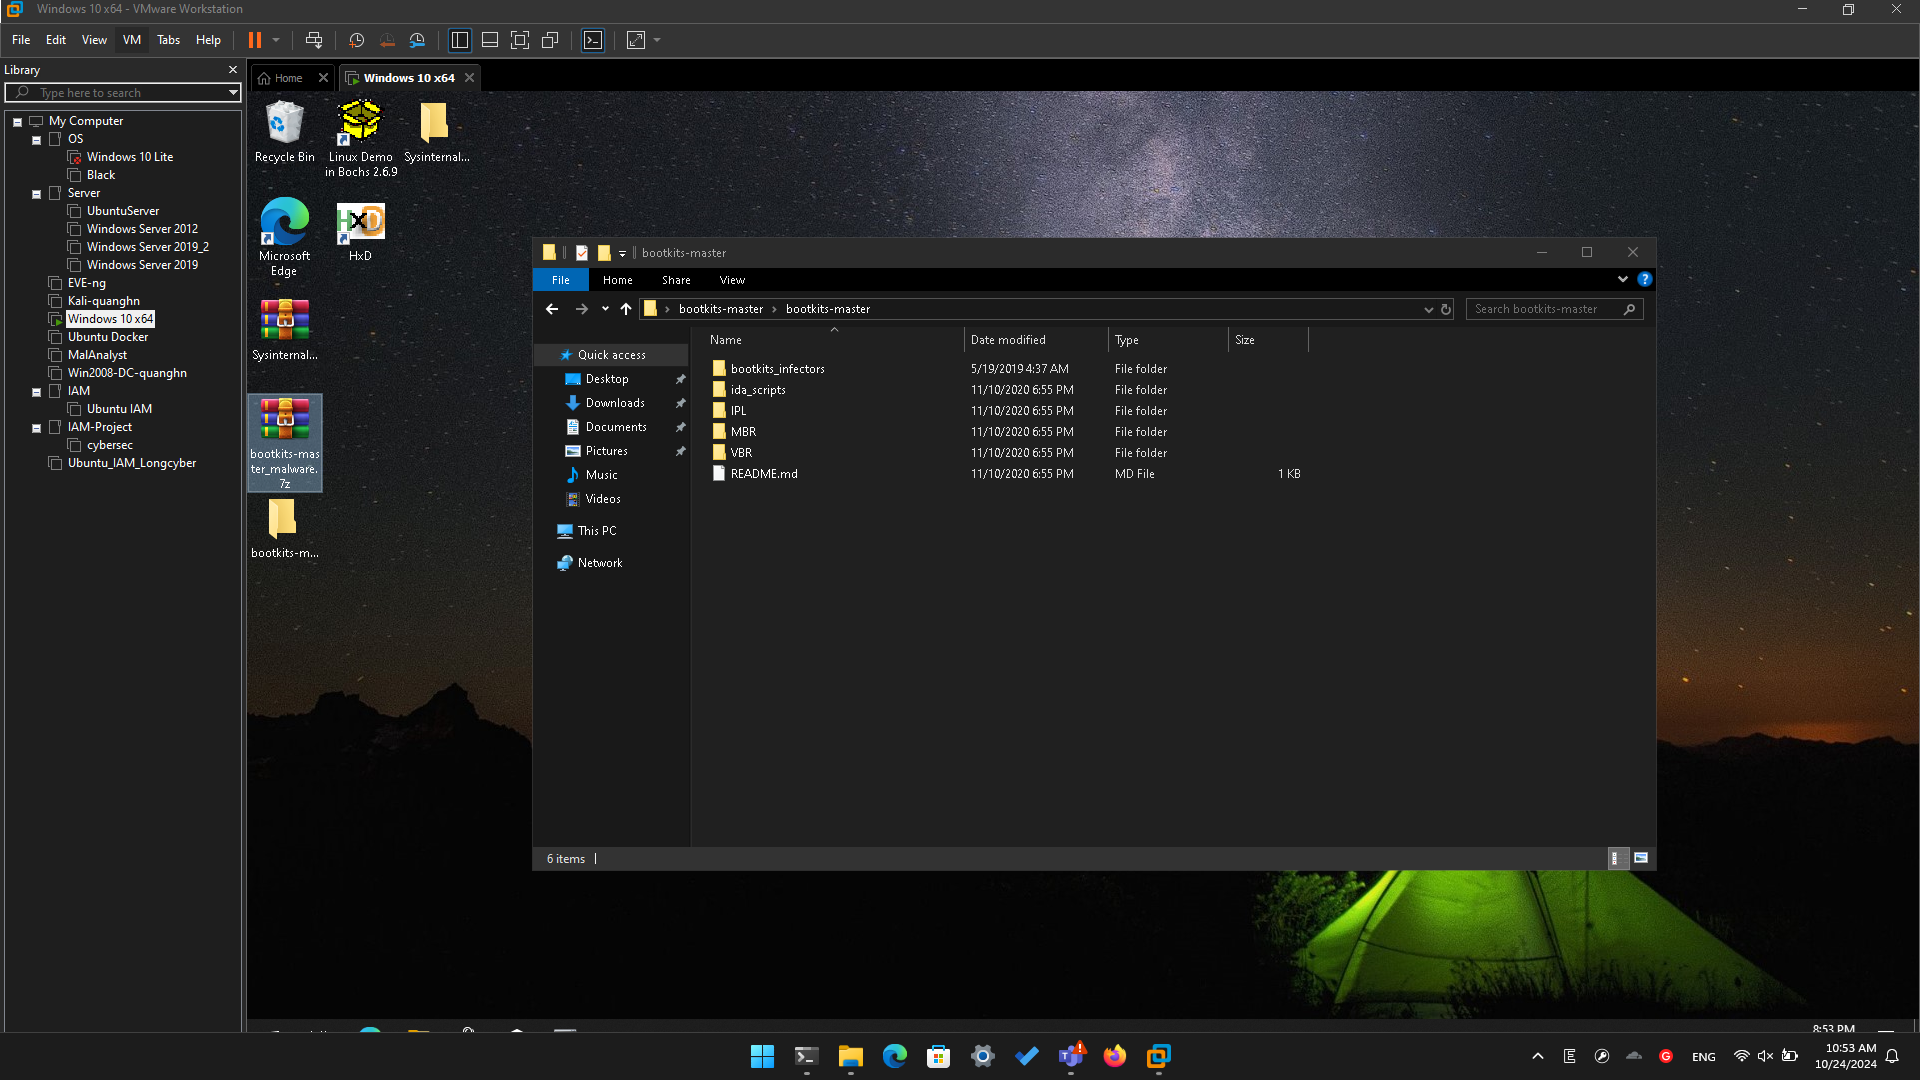 Windows 10 x64 - VMware Workstation
File Edit View VM Tabs Help
Library
Type here to search
My Computer
OS
Windows 10 Lite
Black
Server
UbuntuServer
Windows Server 2012
Windows Server 2019_2
Windows Server 2019
EVE-ng
Kali-quanghn
Windows 10 x64
Ubuntu Docker
MalAnalyst
Win2008-DC-quanghn
IAM
Ubuntu IAM
IAM-Project
cybersec
Ubuntu_IAM_Longcyber
Home
Windows 10 x64
Recycle Bin
Linux Demo
in Bochs 2.6.9
Sysinternal...
Microsoft
Edge
HxD
HxD
Sysinternal...
bootkits-mas
ter_malware.
7z
bootkits-m...
bootkits-master
File Home Share View
bootkits-master > bootkits-master
Search bootkits-master
Quick access
Desktop
Downloads
Documents
Pictures
Music
Videos
This PC
Network
Name Date modified Type Size
bootkits_infectors 5/19/2019 4:37 AM File folder
ida_scripts 11/10/2020 6:55 PM File folder
IPL 11/10/2020 6:55 PM File folder
MBR 11/10/2020 6:55 PM File folder
VBR 11/10/2020 6:55 PM File folder
README.md 11/10/2020 6:55 PM MD File 1 KB
6 items
8:53 PM
ENG
10:53 AM
10/24/2024